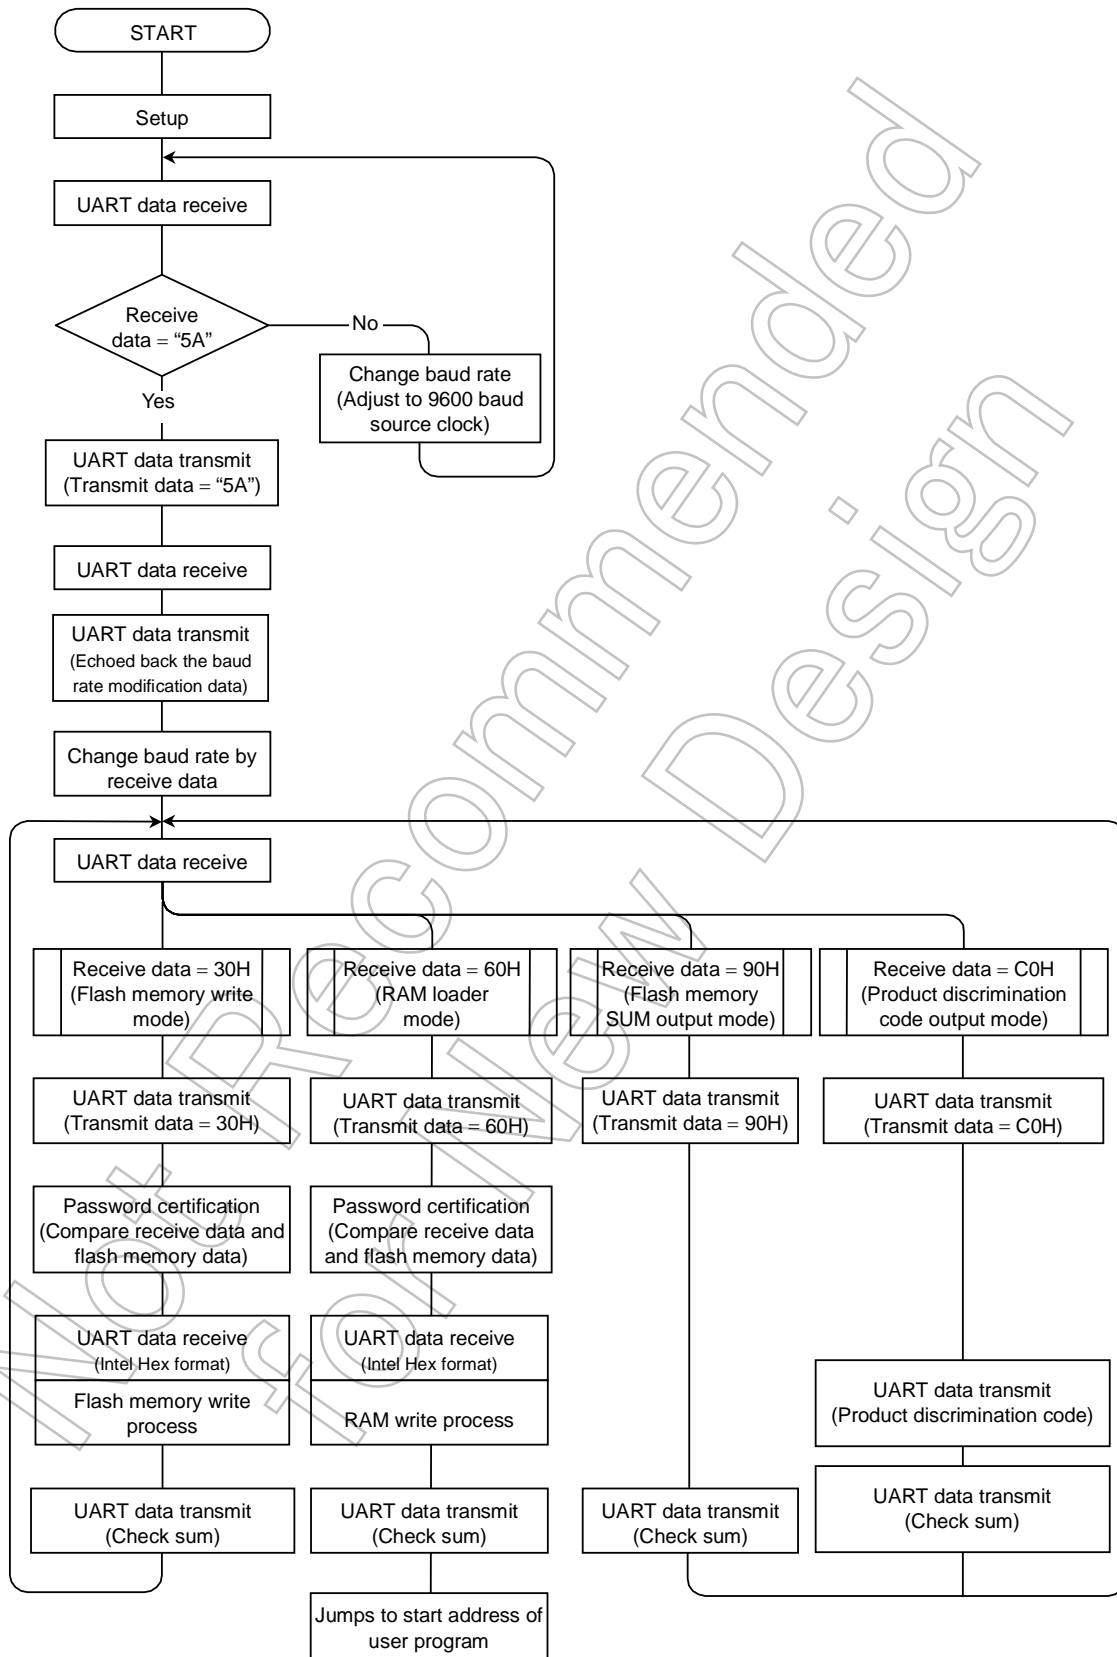 START
Setup
UART data receive
Receive
data = “5A”
No
Change baud rate
(Adjust to 9600 baud
source clock)
Yes
UART data transmit
(Transmit data = “5A”)
UART data receive
UART data transmit
(Echoed back the baud
rate modification data)
Change baud rate by
receive data
UART data receive
Receive data = 30H
(Flash memory write
mode)
Receive data = 60H
(RAM loader
mode)
Receive data = 90H
(Flash memory
SUM output mode)
Receive data = C0H
(Product discrimination
code output mode)
UART data transmit
(Transmit data = 30H)
UART data transmit
(Transmit data = 60H)
UART data transmit
(Transmit data = 90H)
UART data transmit
(Transmit data = C0H)
Password certification
(Compare receive data and
flash memory data)
Password certification
(Compare receive data
and flash memory data)
UART data receive
(Intel Hex format)
Flash memory write
process
UART data receive
(Intel Hex format)
RAM write process
UART data transmit
(Product discrimination code)
UART data transmit
(Check sum)
UART data transmit
(Check sum)
UART data transmit
(Check sum)
UART data transmit
(Check sum)
Jumps to start address of
user program
Not Recommended
for New Design